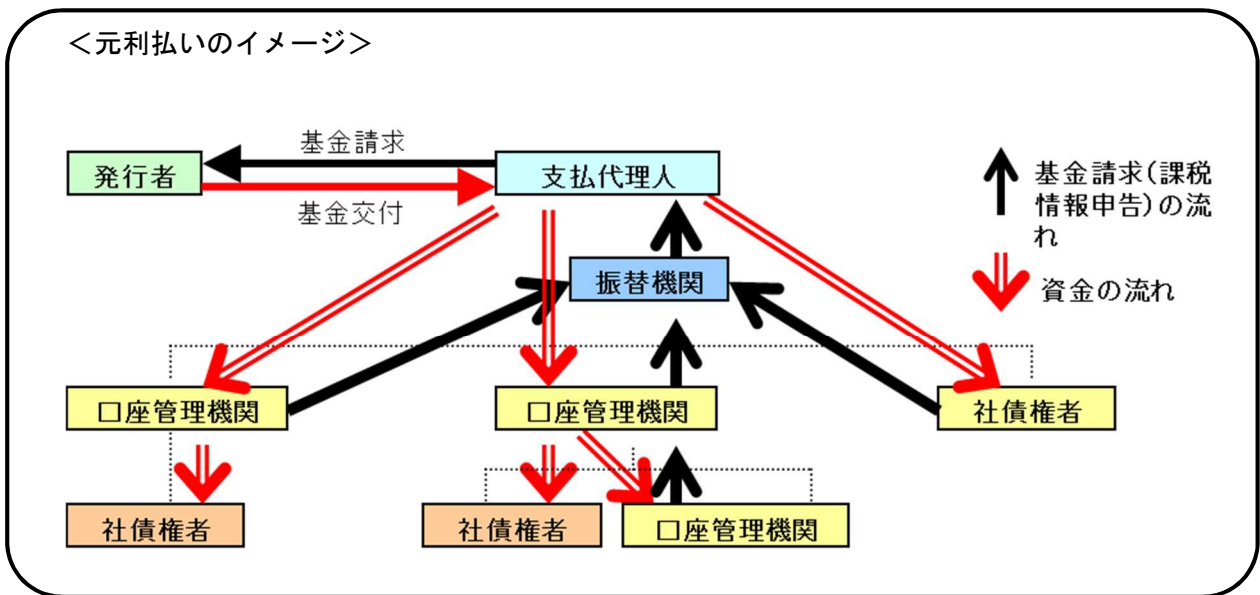 ＜元利払いのイメージ＞
基金請求
発行者
支払代理人
基金交付
基金請求(課税
情報申告)の流
れ
振替機関
資金の流れ
口座管理機関
口座管理機関
社債権者
社債権者
社債権者
口座管理機関